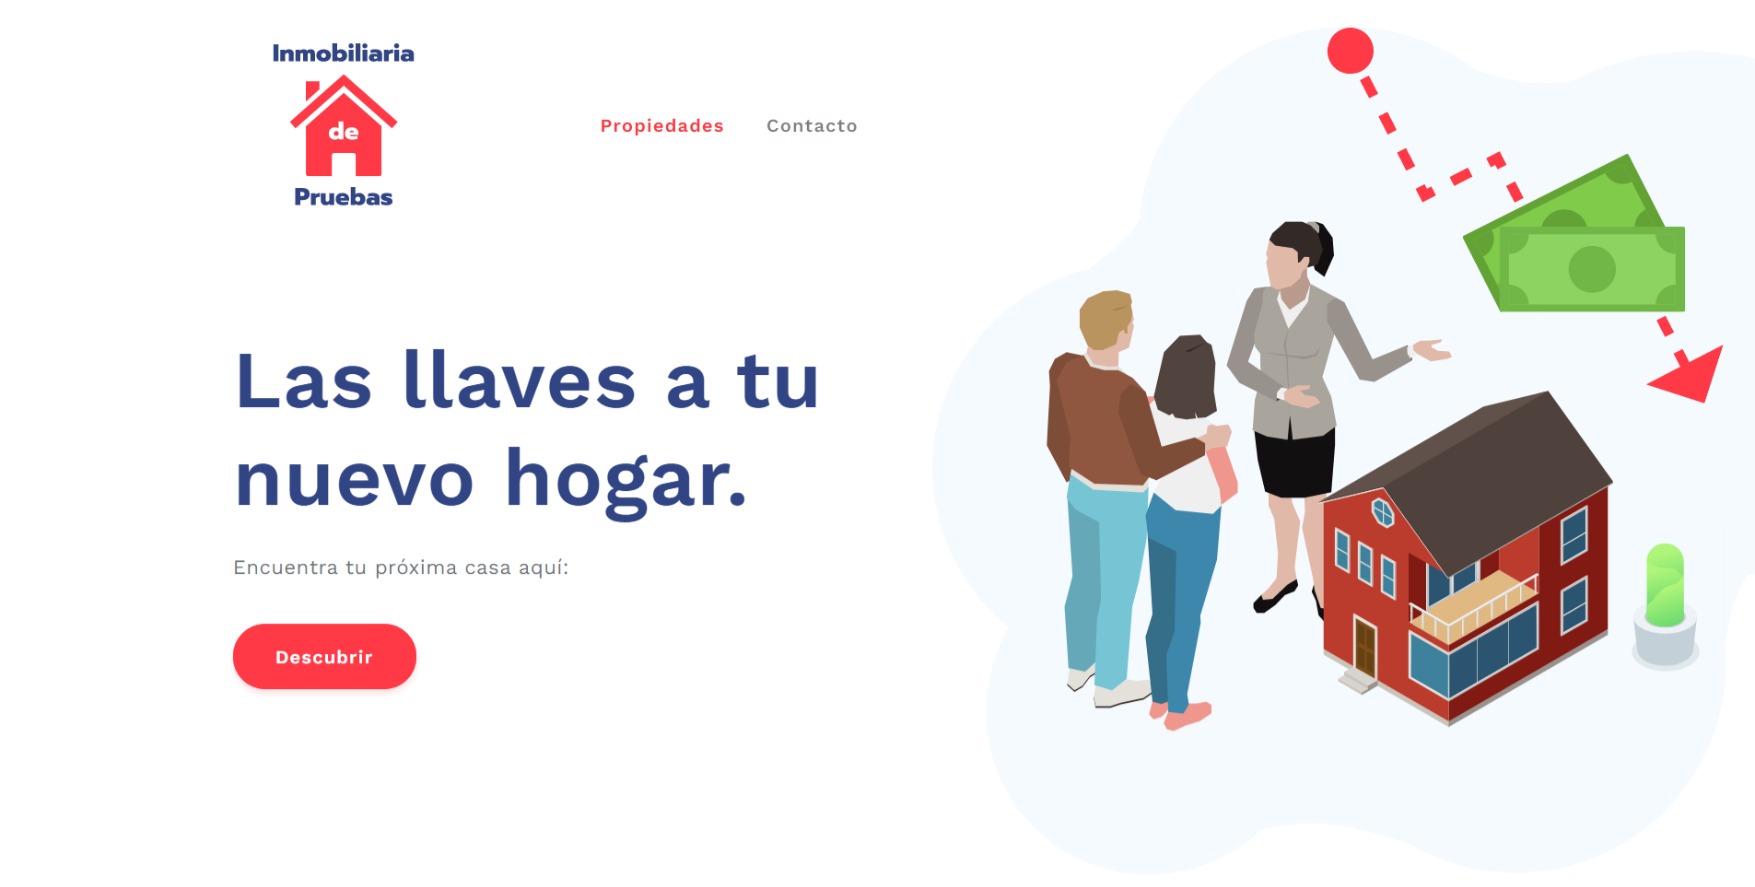 Inmobiliaria
de
Pruebas
Propiedades
Contacto
Las llaves a tu
nuevo hogar.
Encuentra tu próxima casa aquí:
Descubrir